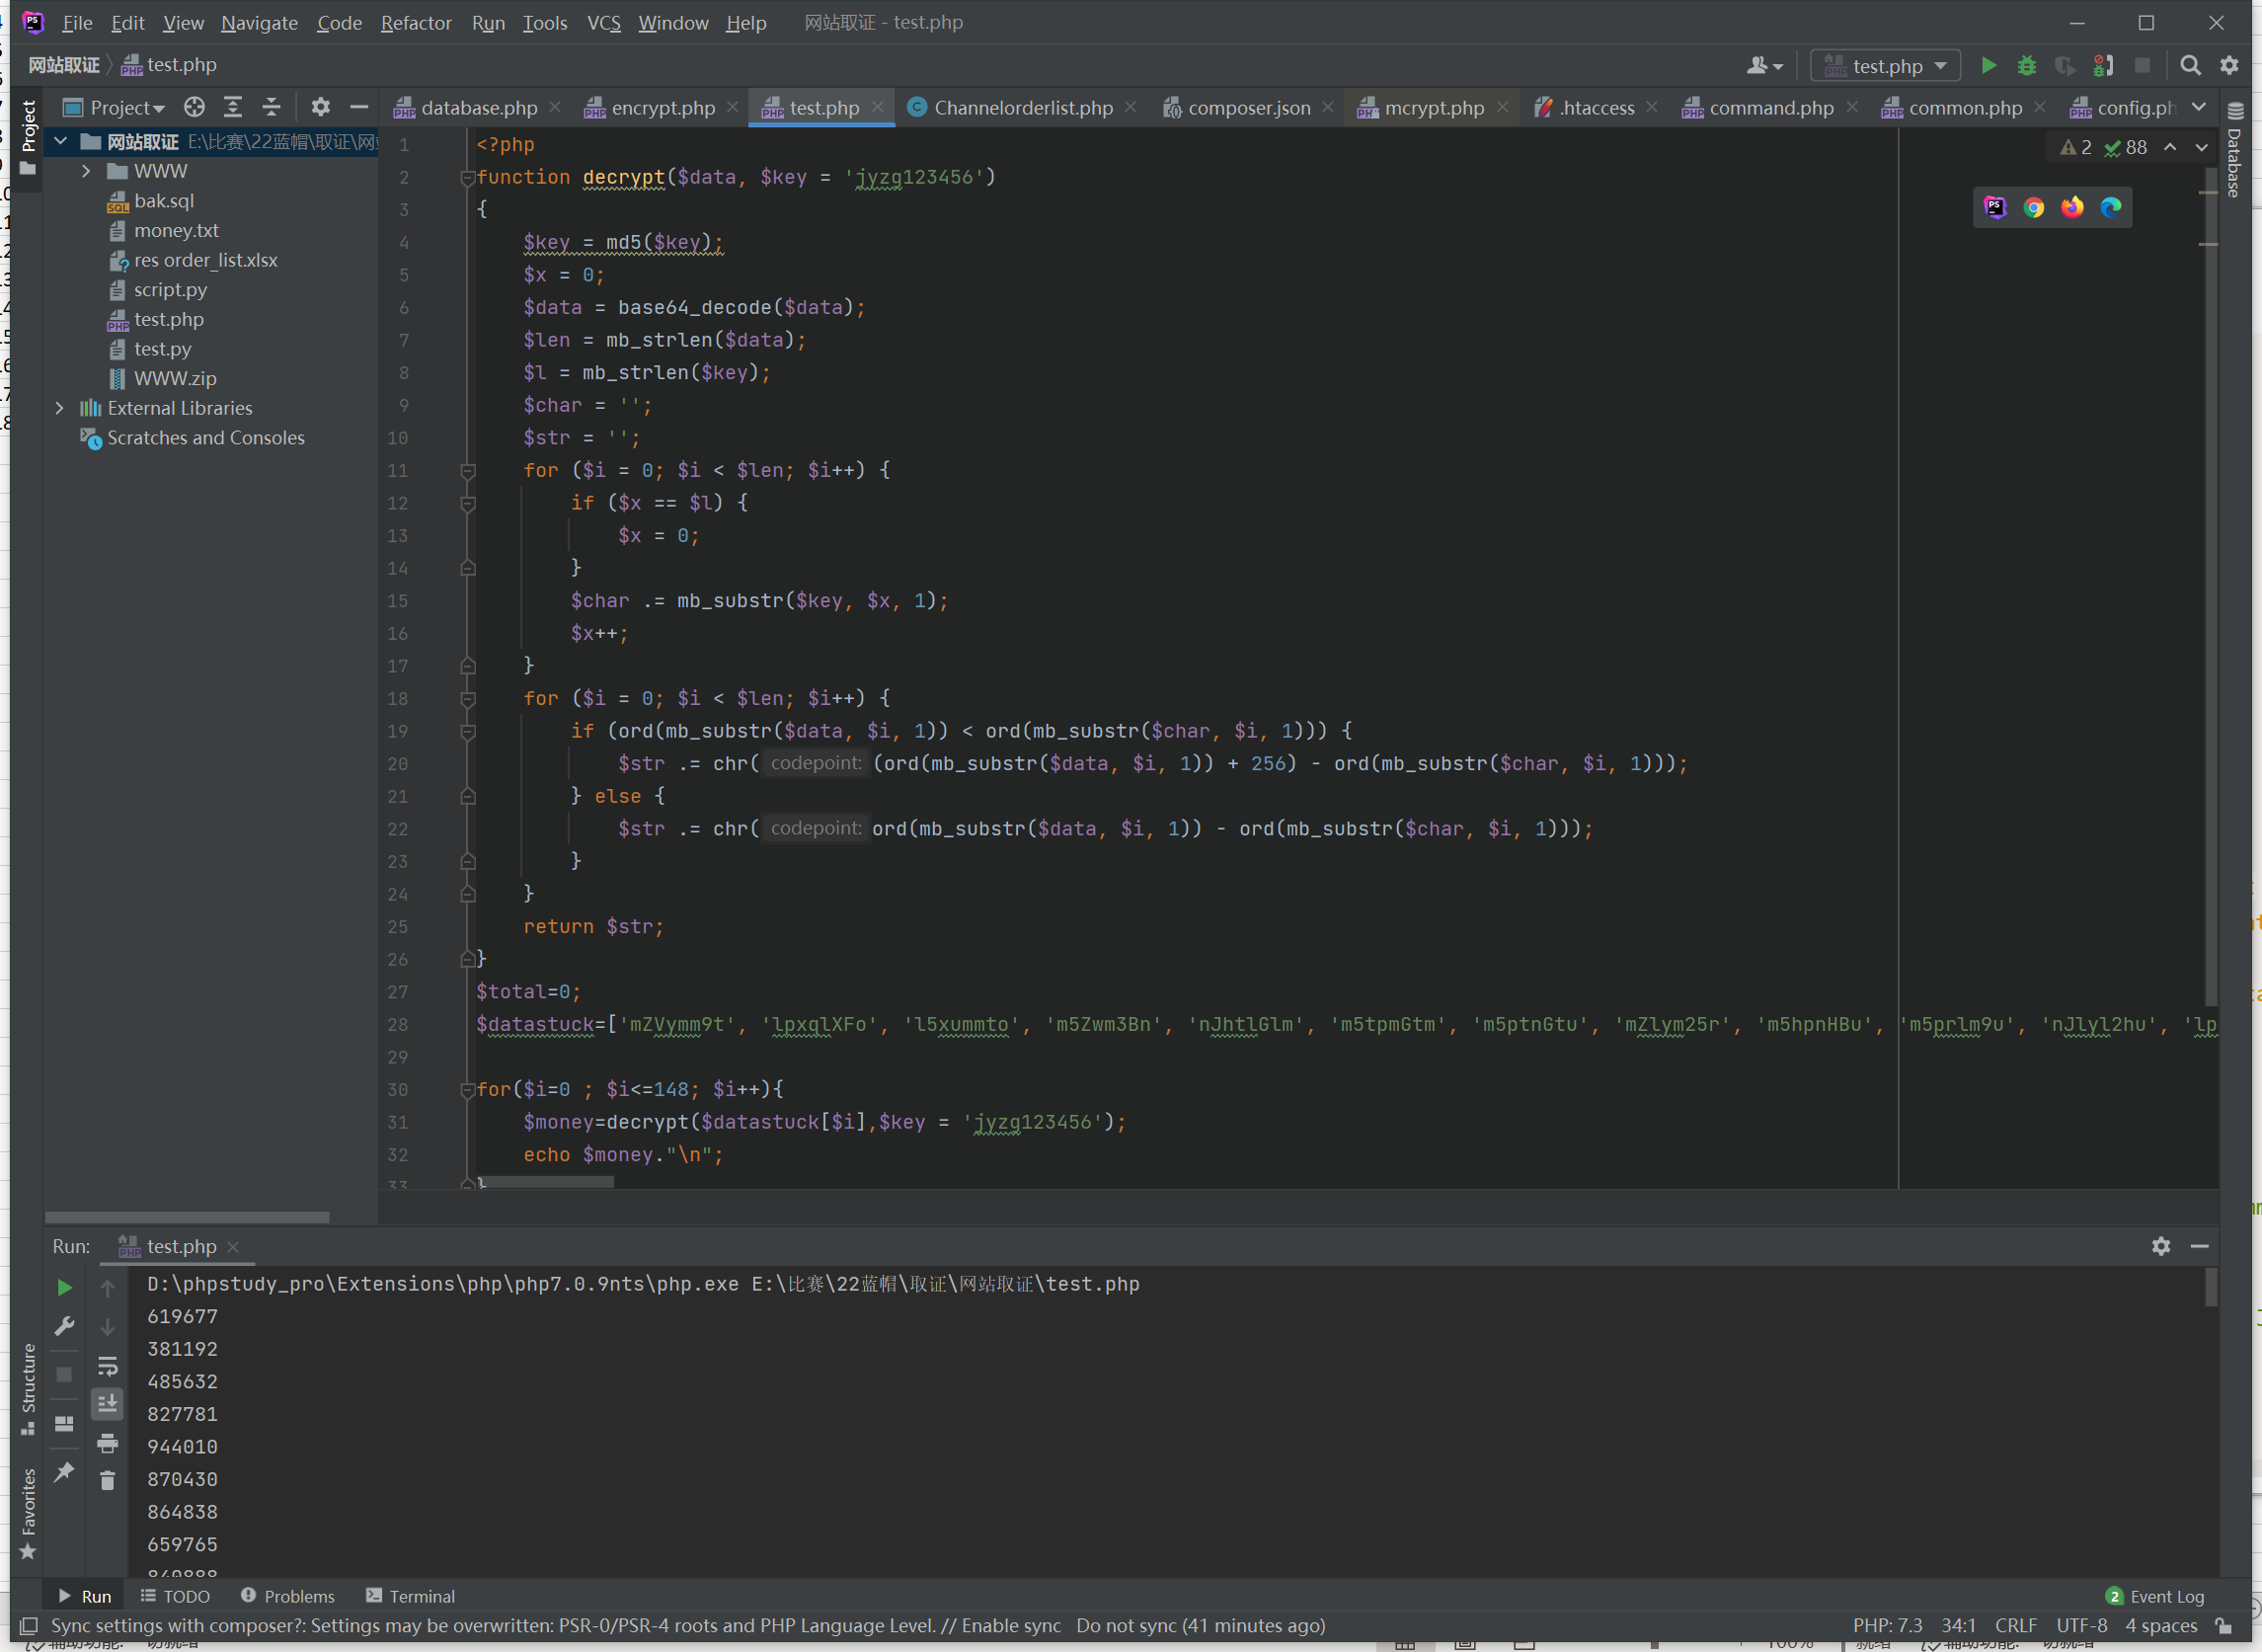 File Edit View Navigate Code Refactor Run Tools VCS Window Help 网站取证 - test.php
网站取证 test.php
test.php
Project
database.php encrypt.php test.php Channelorderlist.php composer.json mcrypt.php .htaccess command.php common.php config.ph
Project
Database
Structure
Favorites
网站取证 E:\比赛\22蓝帽\取证\网
WWW
bak.sql
money.txt
res order_list.xlsx
script.py
test.php
test.py
WWW.zip
External Libraries
Scratches and Consoles
2 88
1 <?php
2 function decrypt($data, $key = 'jyzg123456')
3 {
4 $key = md5($key);
5 $x = 0;
6 $data = base64_decode($data);
7 $len = mb_strlen($data);
8 $l = mb_strlen($key);
9 $char = '';
10 $str = '';
11 for ($i = 0; $i < $len; $i++) {
12 if ($x == $l) {
13 $x = 0;
14 }
15 $char .= mb_substr($key, $x, 1);
16 $x++;
17 }
18 for ($i = 0; $i < $len; $i++) {
19 if (ord(mb_substr($data, $i, 1)) < ord(mb_substr($char, $i, 1))) {
20 $str .= chr( codepoint: (ord(mb_substr($data, $i, 1)) + 256) - ord(mb_substr($char, $i, 1)));
21 } else {
22 $str .= chr( codepoint: ord(mb_substr($data, $i, 1)) - ord(mb_substr($char, $i, 1)));
23 }
24 }
25 return $str;
26 }
27 $total=0;
28 $datastuck=['mZVymm9t', 'lpxqlXFo', 'l5xummto', 'm5Zwm3Bn', 'nJhtlGlm', 'm5tpmGtm', 'm5ptnGtu', 'mZlym25r', 'm5hpnHBu', 'm5prlm9u', 'nJlyl2hu', 'lp
29
30 for($i=0 ; $i<=148; $i++){
31 $money=decrypt($datastuck[$i],$key = 'jyzg123456');
32 echo $money."\n";
33 }
Run: test.php
D:\phpstudy_pro\Extensions\php\php7.0.9nts\php.exe E:\比赛\22蓝帽\取证\网站取证\test.php
619677
381192
485632
827781
944010
870430
864838
659765
840888
Run TODO Problems Terminal 2 Event Log
Sync settings with composer?: Settings may be overwritten: PSR-0/PSR-4 roots and PHP Language Level. // Enable sync Do not sync (41 minutes ago) PHP: 7.3 34:1 CRLF UTF-8 4 spaces